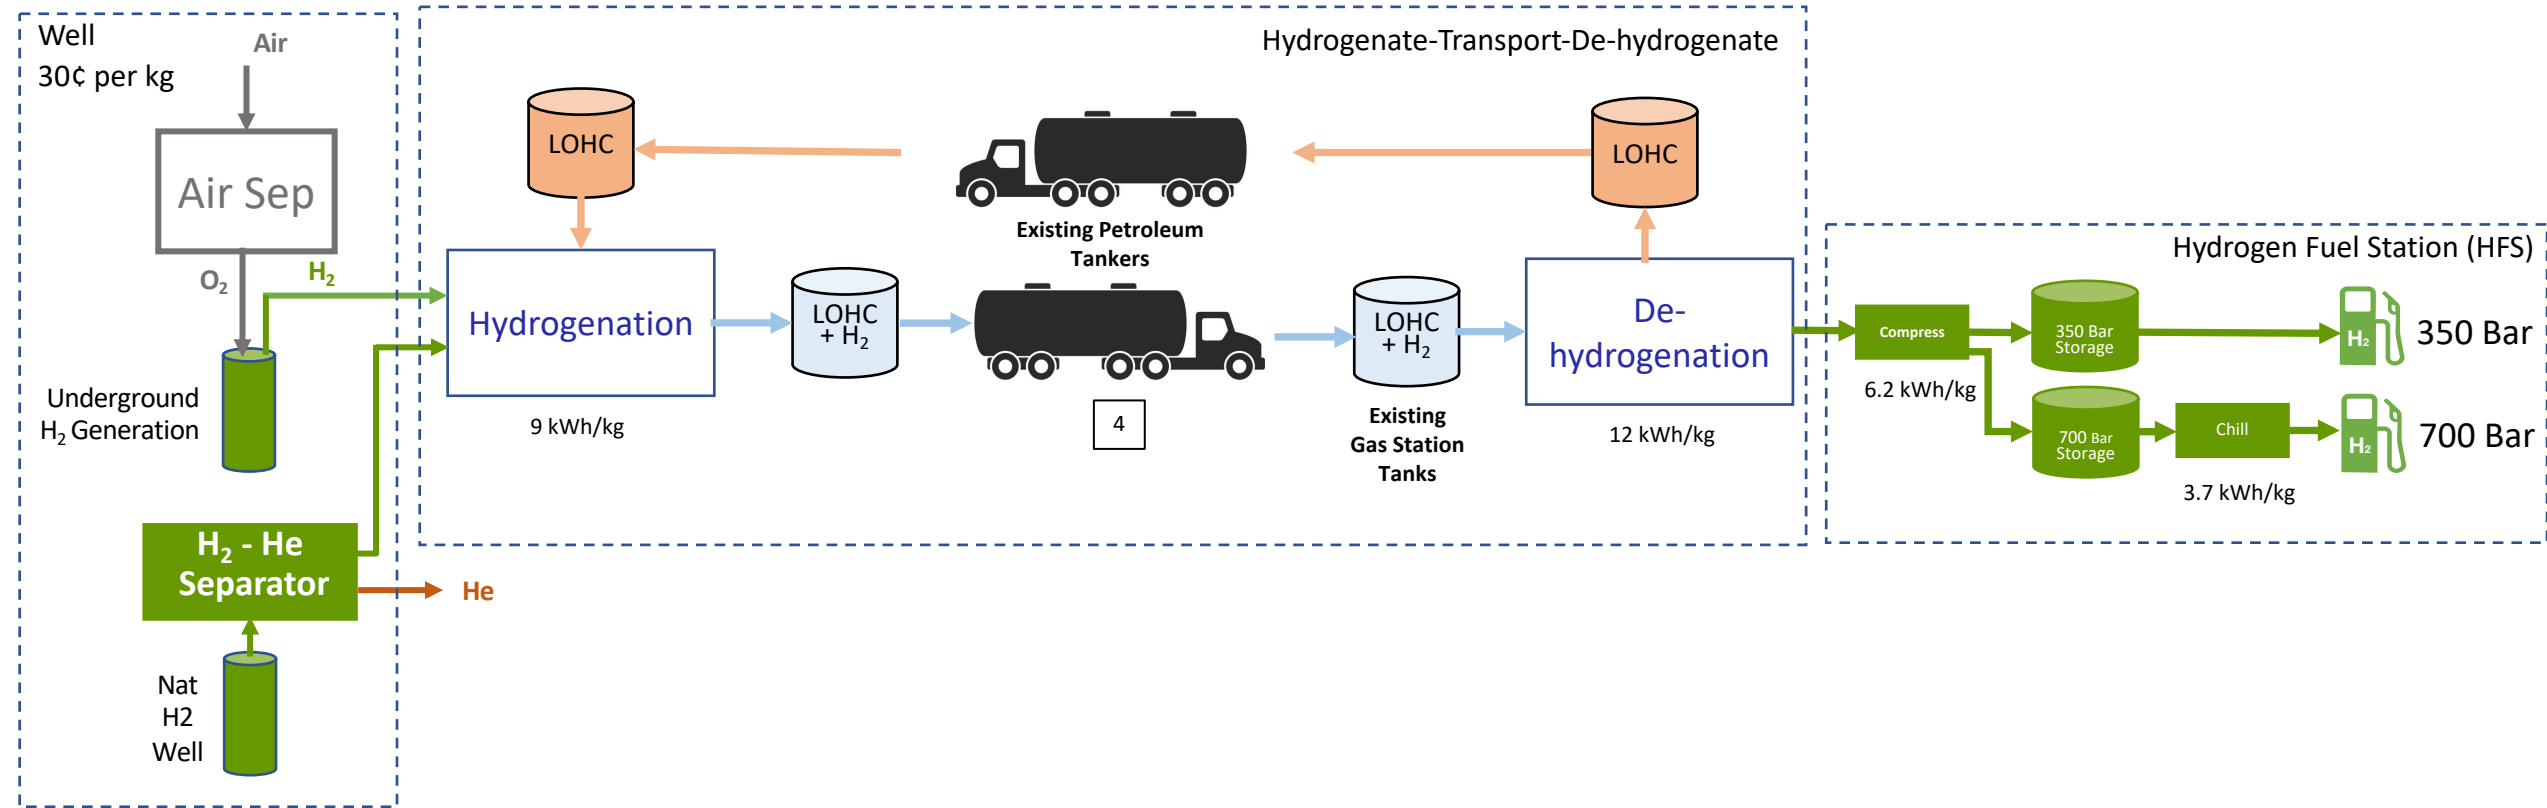 Well
30¢ per kg
Air
Air Sep
O₂
H₂
Underground
H₂ Generation
H₂ - He
Separator
He
Nat
H2
Well
Hydrogenate-Transport-De-hydrogenate
LOHC
Hydrogenation
9 kWh/kg
LOHC
+ H₂
Existing Petroleum
Tankers
4
LOHC
+ H₂
Existing
Gas Station
Tanks
LOHC
De-
hydrogenation
12 kWh/kg
Hydrogen Fuel Station (HFS)
Compress
6.2 kWh/kg
350 Bar
Storage
H₂
350 Bar
700 Bar
Storage
Chill
3.7 kWh/kg
H₂
700 Bar